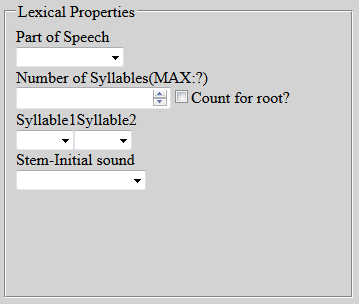 Lexical Properties
Part of Speech
Number of Syllables(MAX:?)
Count for root?
Syllable1Syllable2
Stem-Initial sound